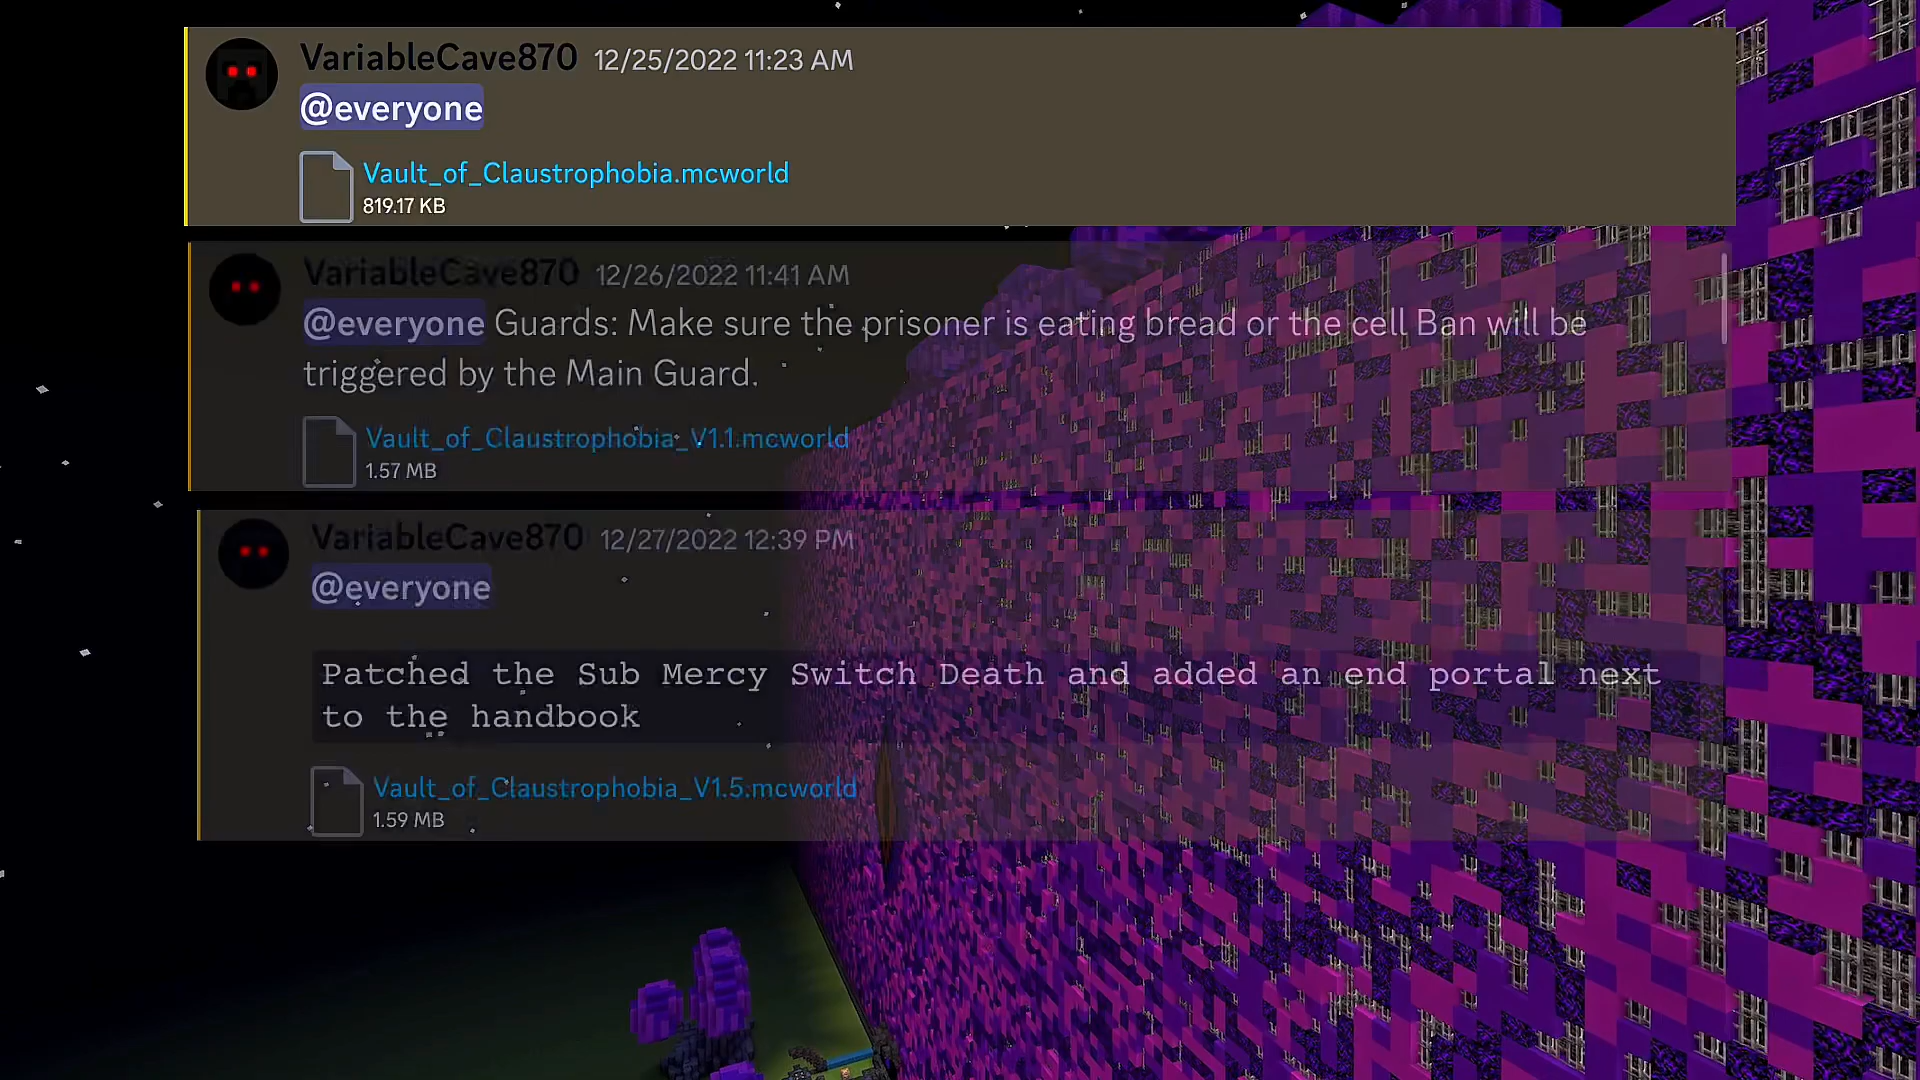 VariableCave870 12/25/2022 11:23 AM
@everyone
Vault_of_Claustrophobia.mcworld
819.17 KB
VariableCave870 12/26/2022 11:41 AM
@everyone Guards: Make sure the prisoner is eating bread or the cell Ban will be
triggered by the Main Guard.
Vault_of_Claustrophobia_V1.1.mcworld
1.57 MB
VariableCave870 12/27/2022 12:39 PM
@everyone
Patched the Sub Mercy Switch Death and added an end portal next
to the handbook
Vault_of_Claustrophobia_V1.5.mcworld
1.59 MB